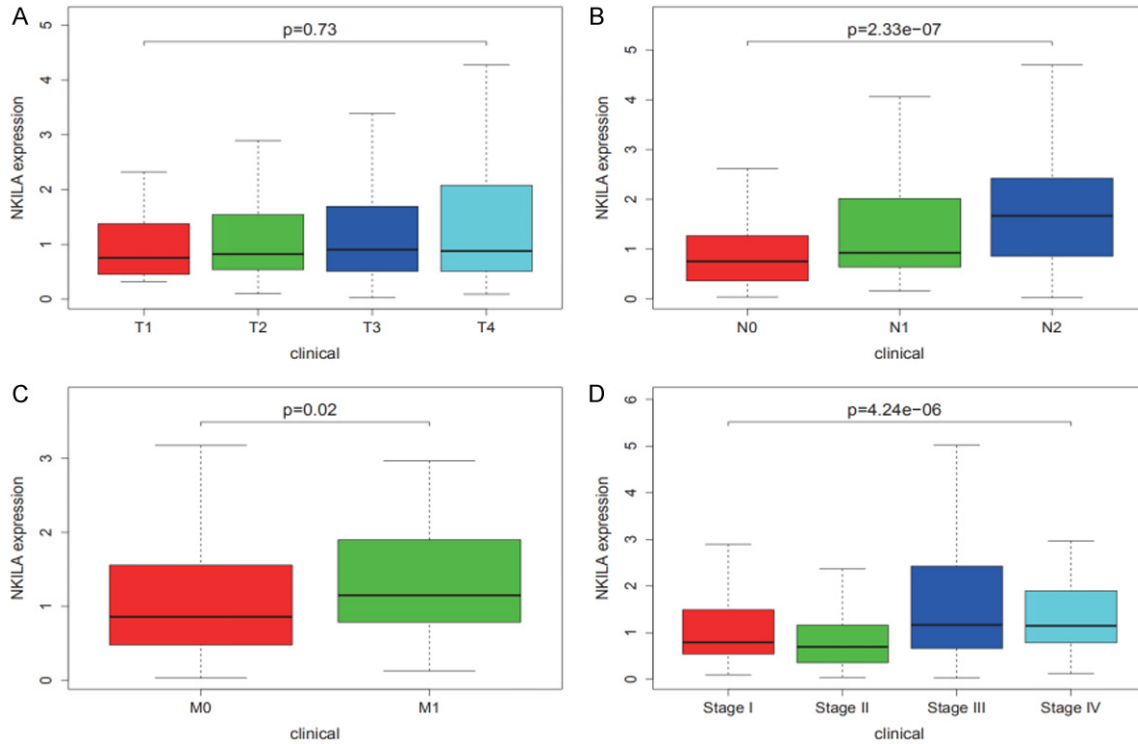 A
p=0.73
NKILA expression
5
4
3
2
1
0
T1 T2 T3 T4
clinical
B
p=2.33e−07
NKILA expression
5
4
3
2
1
0
N0 N1 N2
clinical
C
p=0.02
NKILA expression
3
2
1
0
M0 M1
clinical
D
p=4.24e−06
NKILA expression
6
5
4
3
2
1
0
Stage I Stage II Stage III Stage IV
clinical